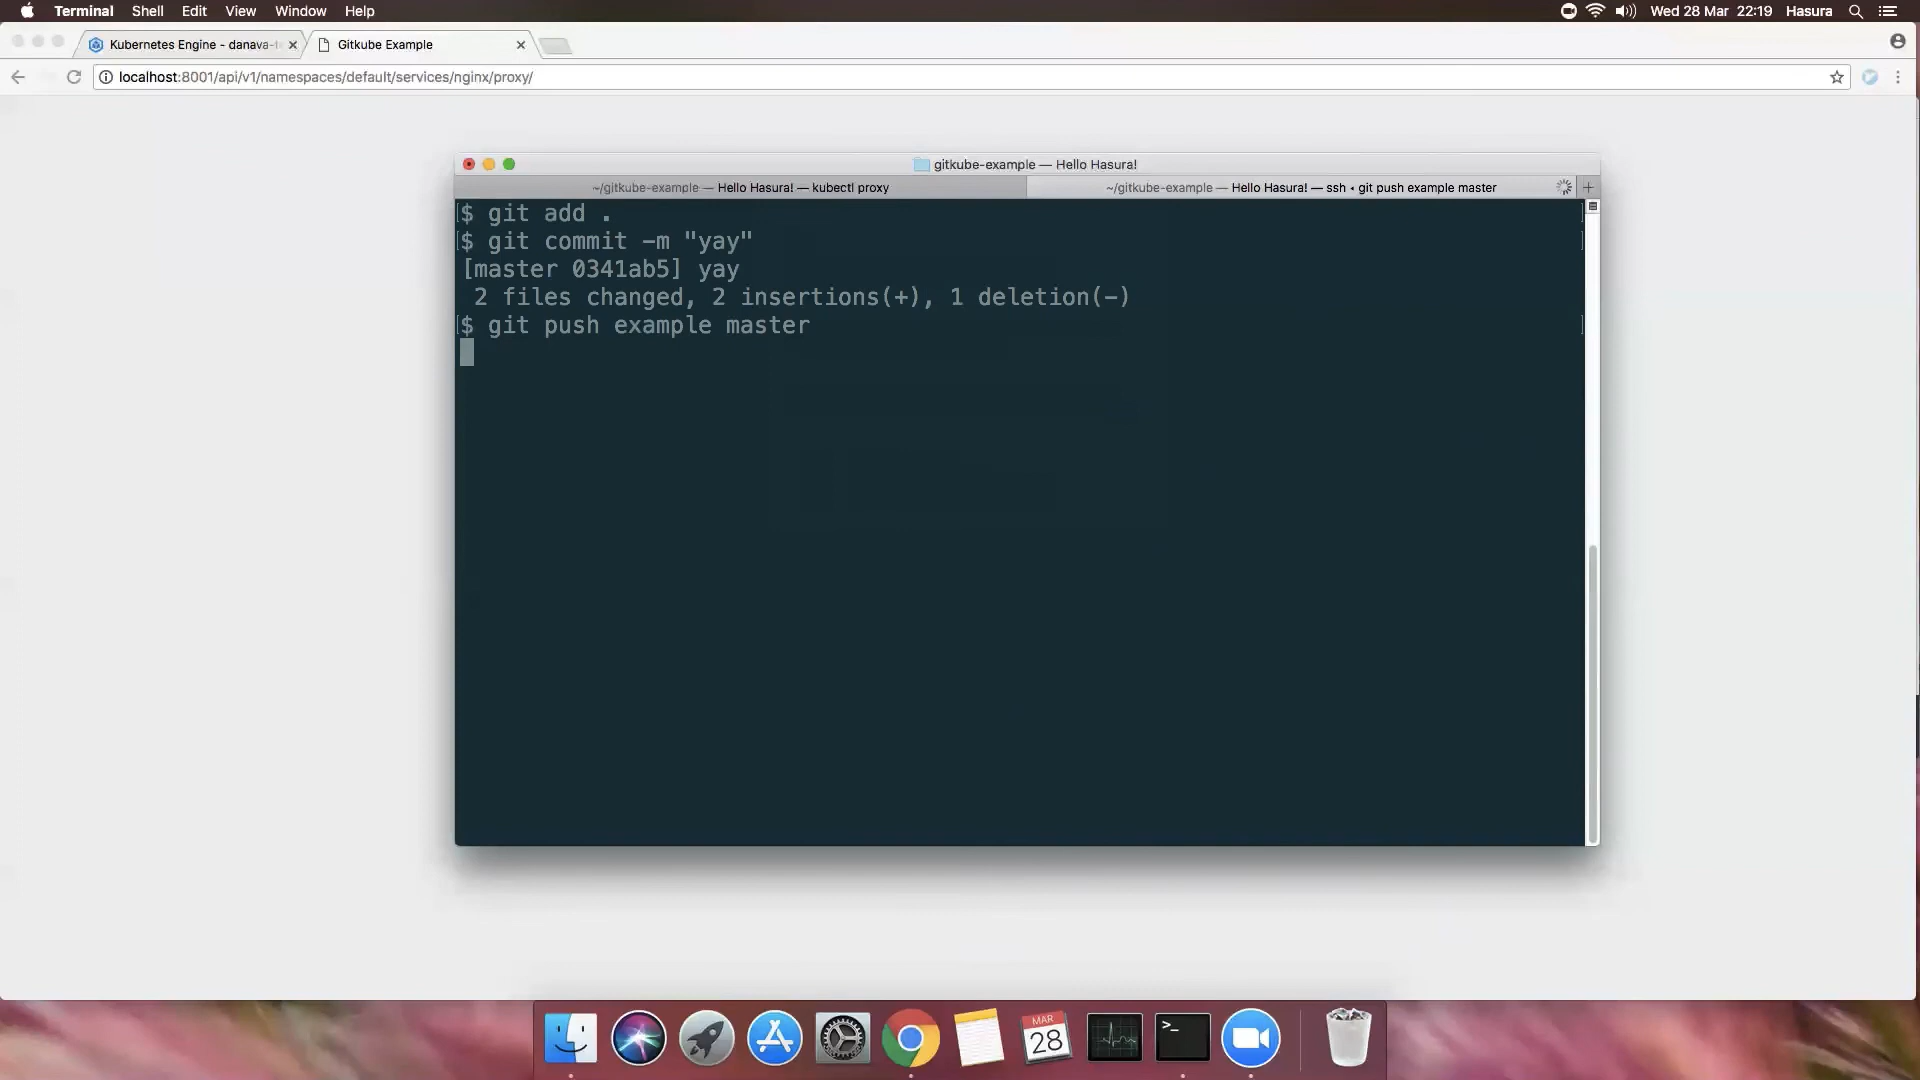 Terminal Shell Edit View Window Help Wed 28 Mar 22:19 Hasura
Kubernetes Engine - danava-t
Gitkube Example
localhost:8001/api/v1/namespaces/default/services/nginx/proxy/
gitkube-example — Hello Hasura!
~/gitkube-example — Hello Hasura! — kubectl proxy
~/gitkube-example — Hello Hasura! — ssh ‹ git push example master
$ git add .
$ git commit -m "yay"
[master 0341ab5] yay
2 files changed, 2 insertions(+), 1 deletion(-)
$ git push example master
MAR
28
>_